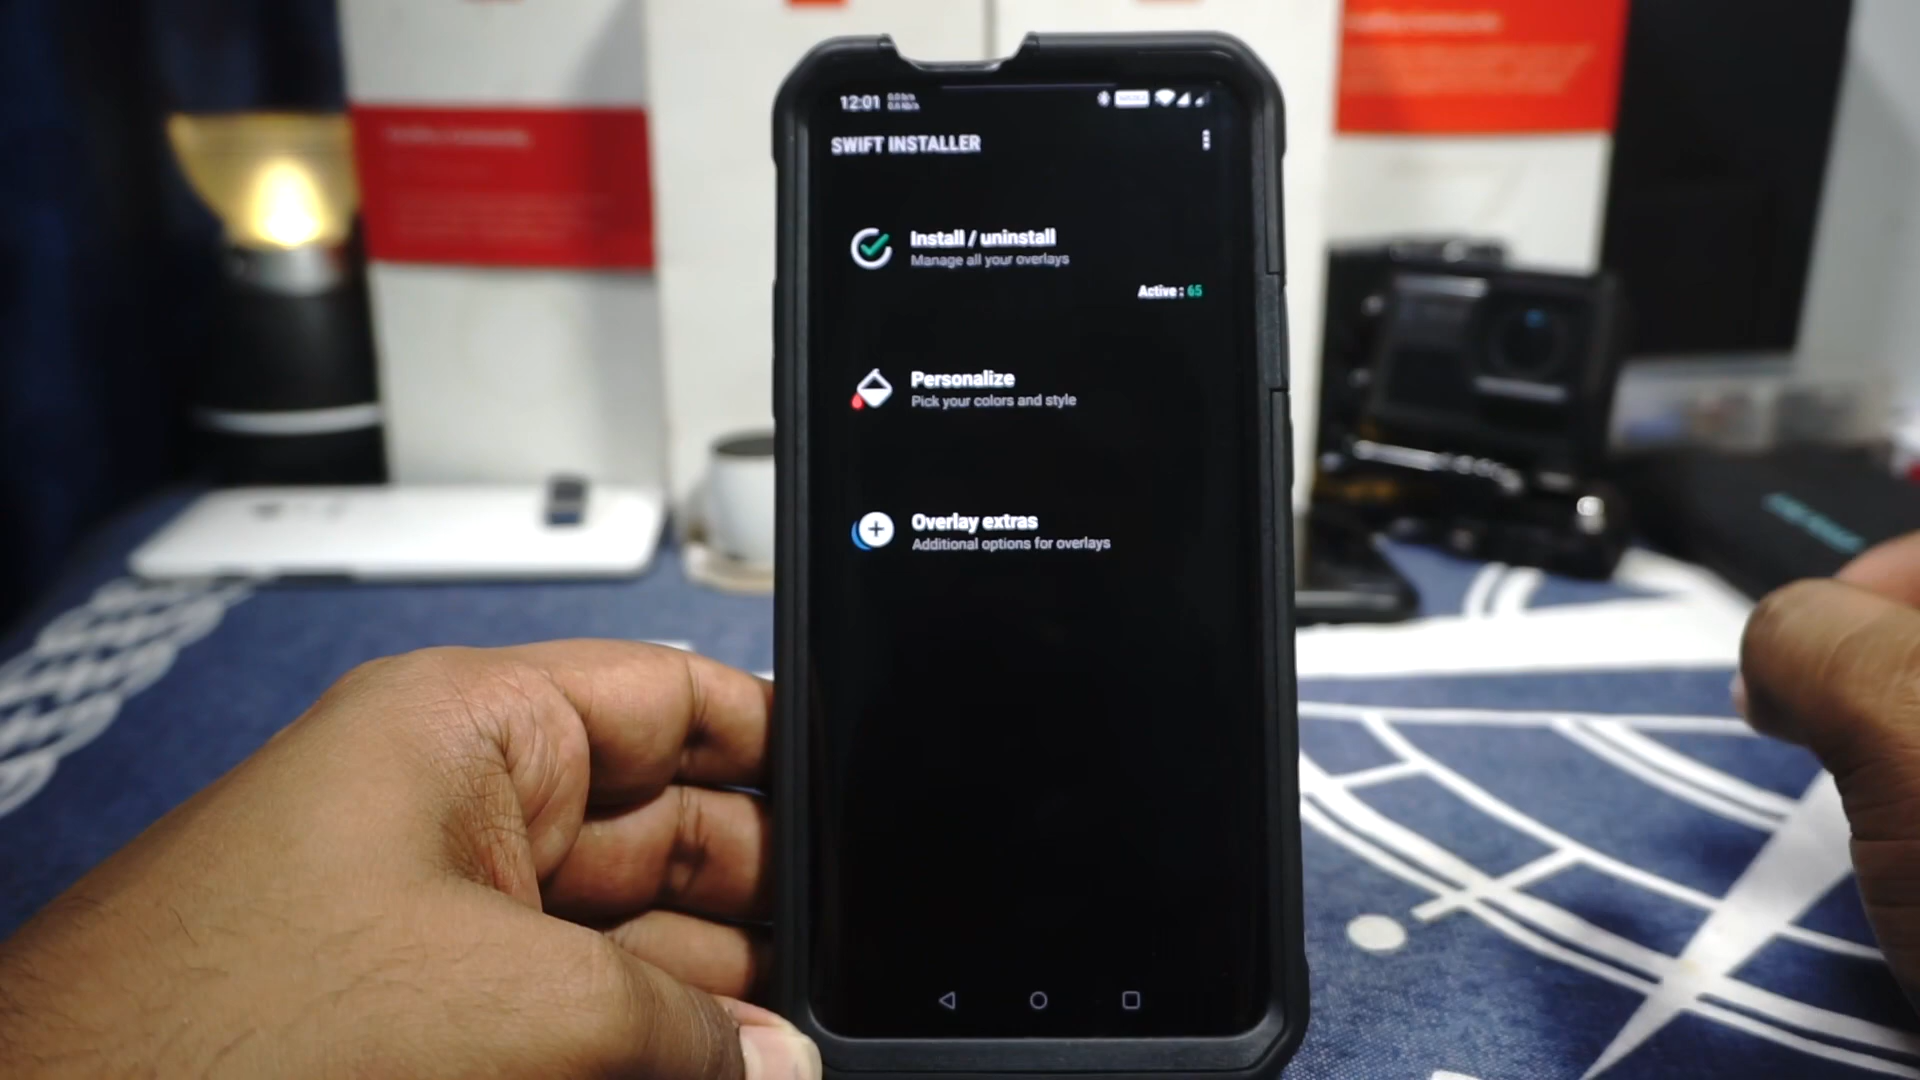 12:01
SWIFT INSTALLER
Install / uninstall
Manage all your overlays
Active : 65
Personalize
Pick your colors and style
Overlay extras
Additional options for overlays